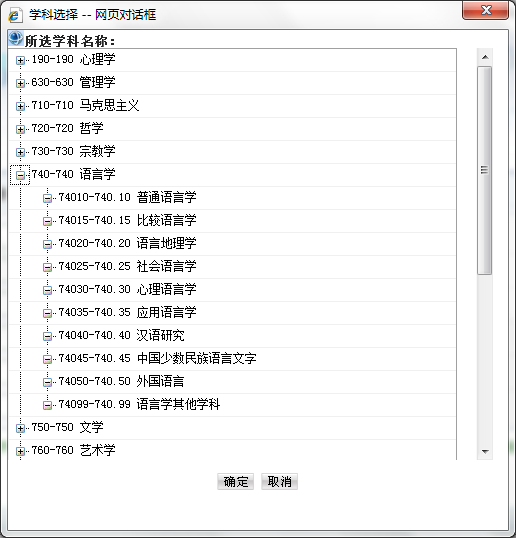 学科选择 -- 网页对话框
所选学科名称：
190-190 心理学
630-630 管理学
710-710 马克思主义
720-720 哲学
730-730 宗教学
740-740 语言学
74010-740.10 普通语言学
74015-740.15 比较语言学
74020-740.20 语言地理学
74025-740.25 社会语言学
74030-740.30 心理语言学
74035-740.35 应用语言学
74040-740.40 汉语研究
74045-740.45 中国少数民族语言文字
74050-740.50 外国语言
74099-740.99 语言学其他学科
750-750 文学
760-760 艺术学
确定 取消